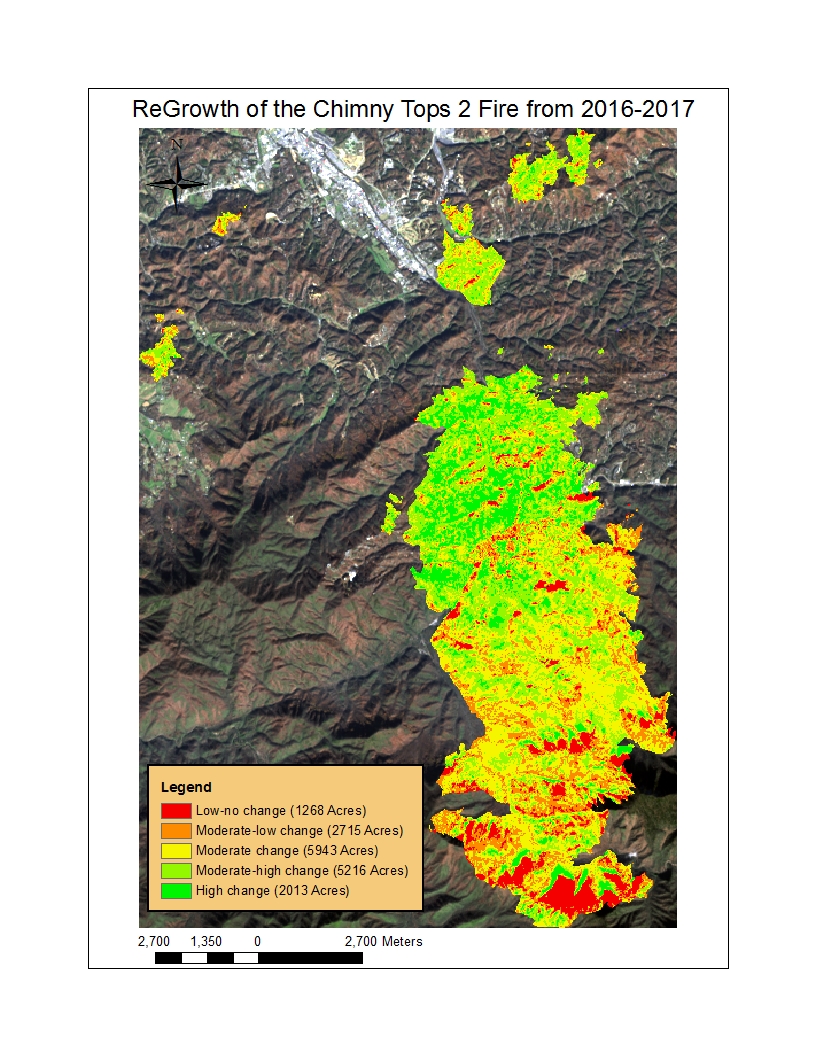 ReGrowth of the Chimny Tops 2 Fire from 2016-2017
N
Legend
Low-no change (1268 Acres)
Moderate-low change (2715 Acres)
Moderate change (5943 Acres)
Moderate-high change (5216 Acres)
High change (2013 Acres)
2,700 1,350 0 2,700 Meters